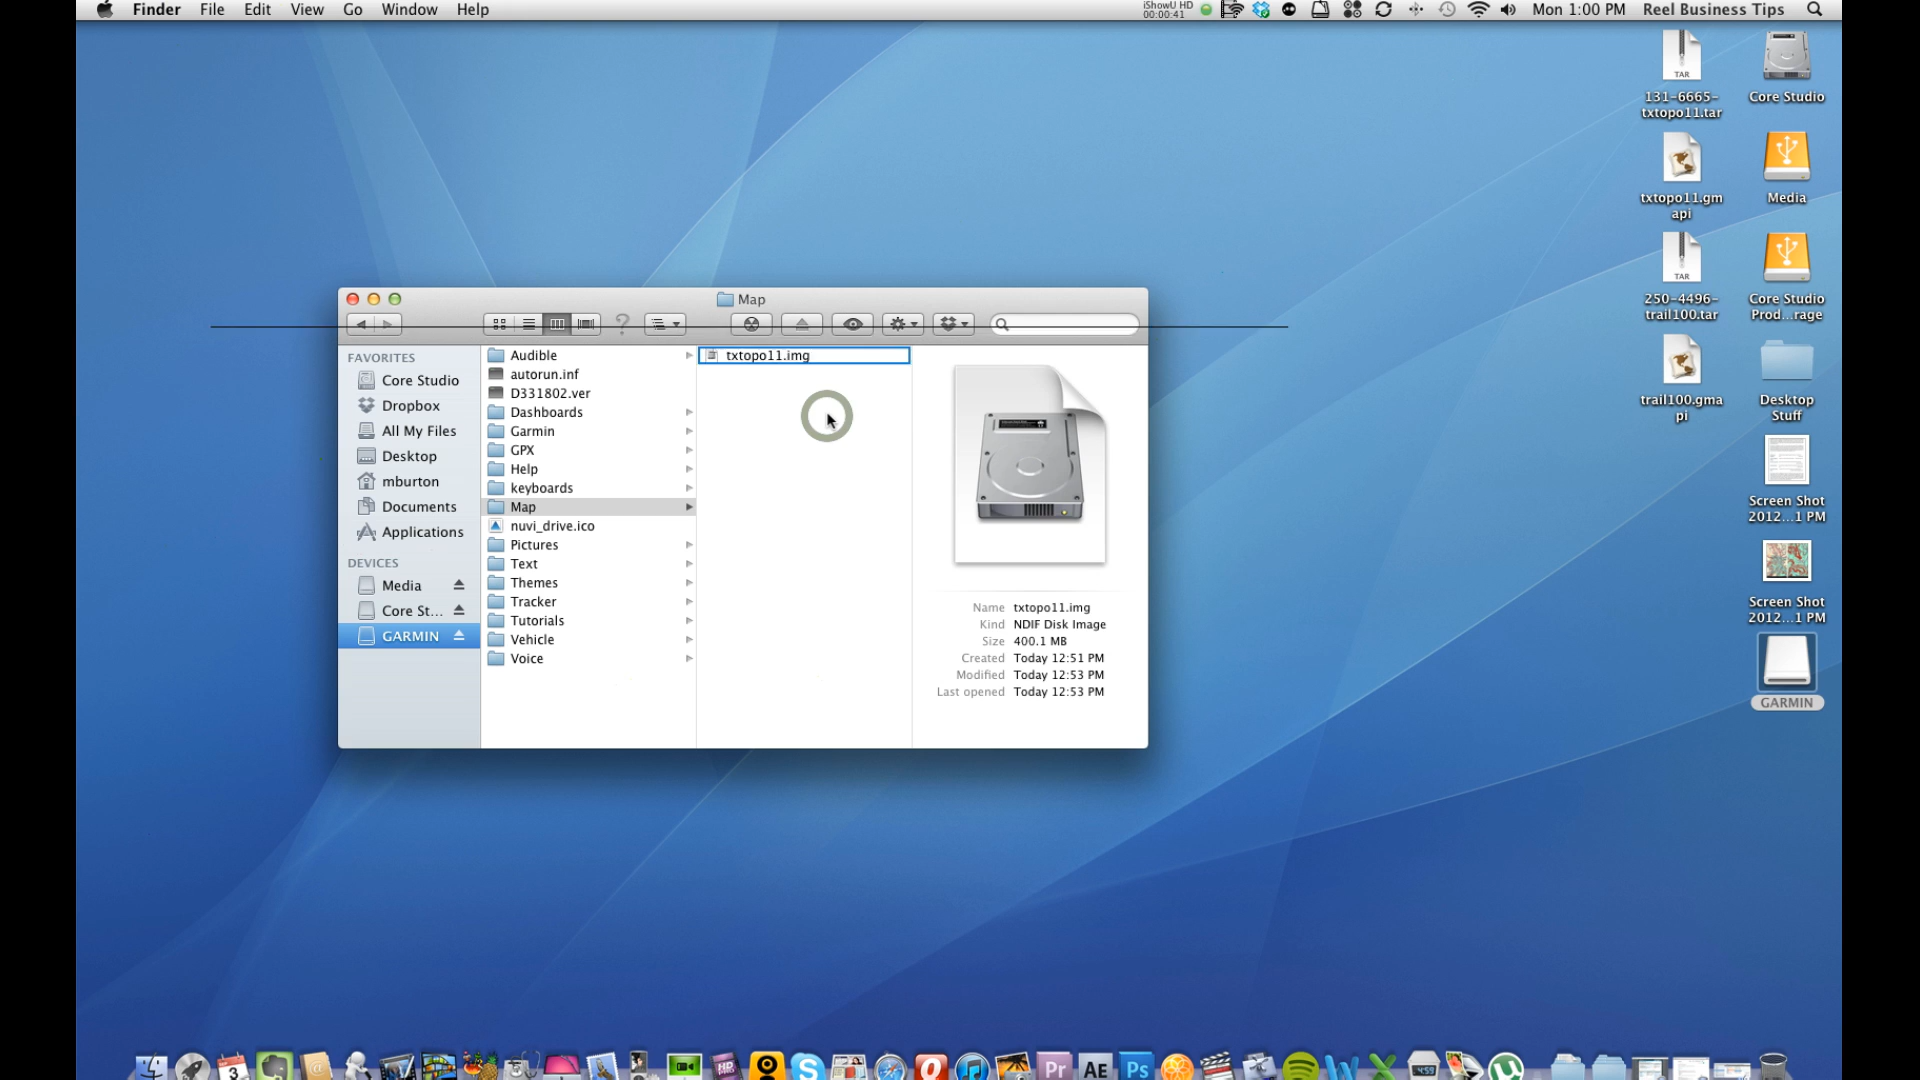 Finder File Edit View Go Window Help
iShowU HD
00:00:41
Mon 1:00 PM Reel Business Tips
TAR
131-6665-
txtopo11.tar
Core Studio
txtopo11.gm
api
Media
TAR
250-4496-
trail100.tar
Core Studio
Prod...rage
trail100.gma
pi
Desktop
Stuff
Screen Shot
2012...1 PM
Screen Shot
2012...1 PM
GARMIN
Map
FAVORITES
Core Studio
Dropbox
All My Files
Desktop
mburton
Documents
Applications
DEVICES
Media
Core St...
GARMIN
Audible
autorun.inf
D331802.ver
Dashboards
Garmin
GPX
Help
keyboards
Map
nuvi_drive.ico
Pictures
Text
Themes
Tracker
Tutorials
Vehicle
Voice
txtopo11.img
Name txtopo11.img
Kind NDIF Disk Image
Size 400.1 MB
Created Today 12:51 PM
Modified Today 12:53 PM
Last opened Today 12:53 PM
3
HD
Pr
AE
Ps
4:59